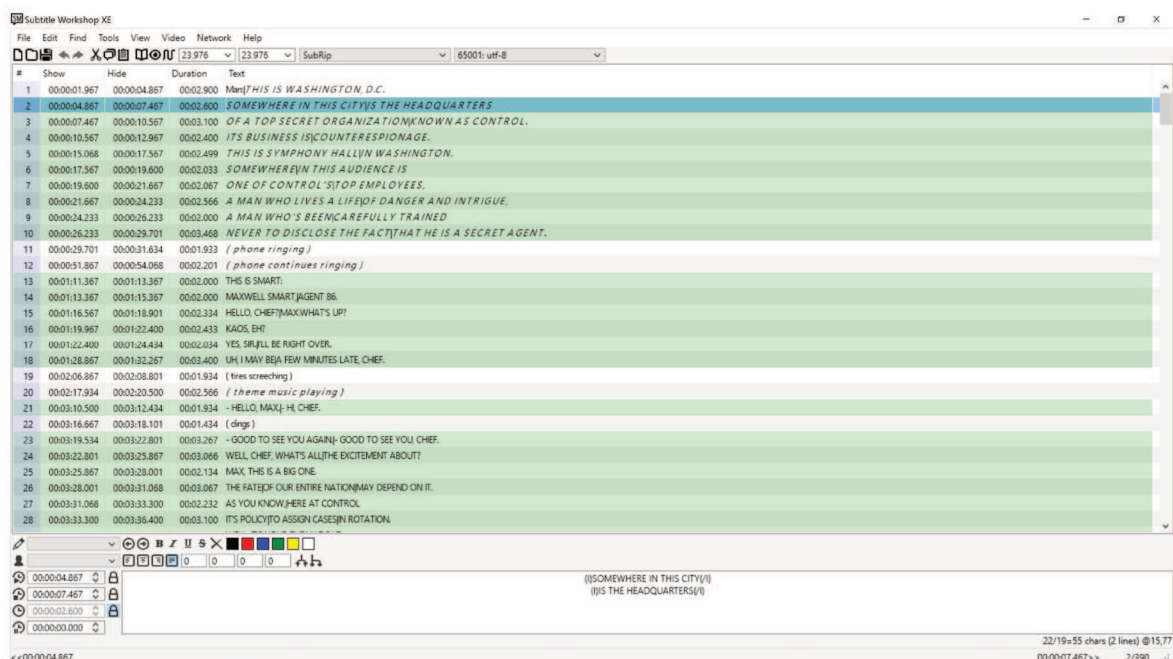 SW Subtitle Workshop XE
File Edit Find Tools View Video Network Help
23.976 23.976 SubRip 65001: utf-8
# Show Hide Duration Text
1 00:00:01.967 00:00:04.867 00:02.900 Man:|THIS IS WASHINGTON, D.C.
2 00:00:04.867 00:00:07.467 00:02.600 SOMEWHERE IN THIS CITY|IS THE HEADQUARTERS
3 00:00:07.467 00:00:10.567 00:03.100 OF A TOP SECRET ORGANIZATION|KNOWN AS CONTROL.
4 00:00:10.567 00:00:12.967 00:02.400 ITS BUSINESS IS|COUNTERESPIONAGE.
5 00:00:15.068 00:00:17.567 00:02.499 THIS IS SYMPHONY HALL|IN WASHINGTON.
6 00:00:17.567 00:00:19.600 00:02.033 SOMEWHERE|IN THIS AUDIENCE IS
7 00:00:19.600 00:00:21.667 00:02.067 ONE OF CONTROL'S|TOP EMPLOYEES,
8 00:00:21.667 00:00:24.233 00:02.566 A MAN WHO LIVES A LIFE|OF DANGER AND INTRIGUE,
9 00:00:24.233 00:00:26.233 00:02.000 A MAN WHO'S BEEN|CAREFULLY TRAINED
10 00:00:26.233 00:00:29.701 00:03.468 NEVER TO DISCLOSE THE FACT|THAT HE IS A SECRET AGENT.
11 00:00:29.701 00:00:31.634 00:01.933 ( phone ringing )
12 00:00:51.867 00:00:54.068 00:02.201 ( phone continues ringing )
13 00:01:11.367 00:01:13.367 00:02.000 THIS IS SMART:
14 00:01:13.367 00:01:15.367 00:02.000 MAXWELL SMART,|AGENT 86.
15 00:01:16.567 00:01:18.901 00:02.334 HELLO, CHIEF?|MAX.WHAT'S UP?
16 00:01:19.967 00:01:22.400 00:02.433 KAOS, EH?
17 00:01:22.400 00:01:24.434 00:02.034 YES, SIR.|I'LL BE RIGHT OVER.
18 00:01:28.867 00:01:32.267 00:03.400 UH, I MAY BE|A FEW MINUTES LATE, CHIEF.
19 00:02:06.867 00:02:08.801 00:01.934 ( tires screeching )
20 00:02:17.934 00:02:20.500 00:02.566 ( theme music playing )
21 00:03:10.500 00:03:12.434 00:01.934 - HELLO, MAX.|- HI, CHIEF.
22 00:03:16.667 00:03:18.101 00:01.434 ( dings )
23 00:03:19.534 00:03:22.801 00:03.267 - GOOD TO SEE YOU AGAIN.|- GOOD TO SEE YOU, CHIEF.
24 00:03:22.801 00:03:25.867 00:03.066 WELL, CHIEF, WHAT'S ALL|THE EXCITEMENT ABOUT?
25 00:03:25.867 00:03:28.001 00:02.134 MAX, THIS IS A BIG ONE.
26 00:03:28.001 00:03:31.068 00:03.067 THE FATE|OF OUR ENTIRE NATION|MAY DEPEND ON IT.
27 00:03:31.068 00:03:33.300 00:02.232 AS YOU KNOW,|HERE AT CONTROL
28 00:03:33.300 00:03:36.400 00:03.100 IT'S POLICY|TO ASSIGN CASES|IN ROTATION.
B I U S
0 0 0 0
00:00:04.867
00:00:07.467
00:00:02.600
00:00:00.000
{I}SOMEWHERE IN THIS CITY{/I}
{I}IS THE HEADQUARTERS{/I}
22/19=55 chars (2 lines) @15,77
<<00:00:04.867 00:00:07.467>> 2/390